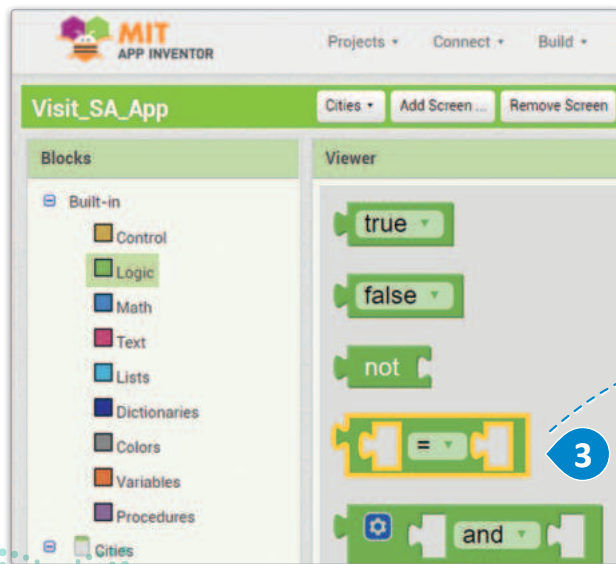 MIT
APP INVENTOR
Projects
Connect
Build
Visit_SA_App
Cities
Add Screen ...
Remove Screen
Blocks
Viewer
Built-in
Control
Logic
Math
Text
Lists
Dictionaries
Colors
Variables
Procedures
Cities
true
false
not
=
3
and